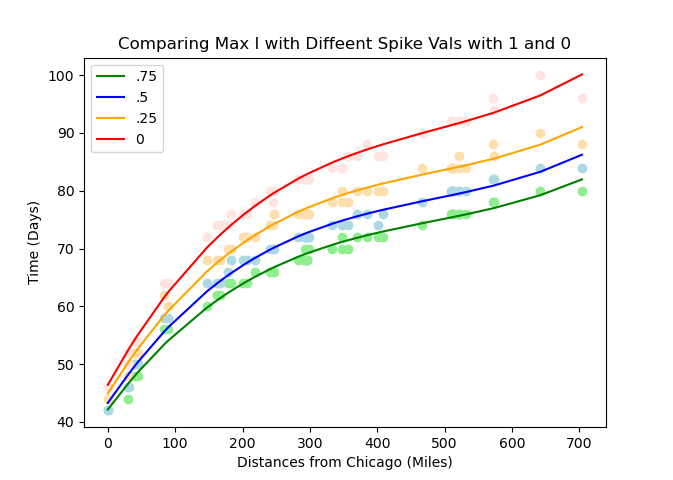 Comparing Max I with Diffeent Spike Vals with 1 and 0
.75
.5
.25
0
100
90
80
70
60
50
40
Time (Days)
0 100 200 300 400 500 600 700
Distances from Chicago (Miles)